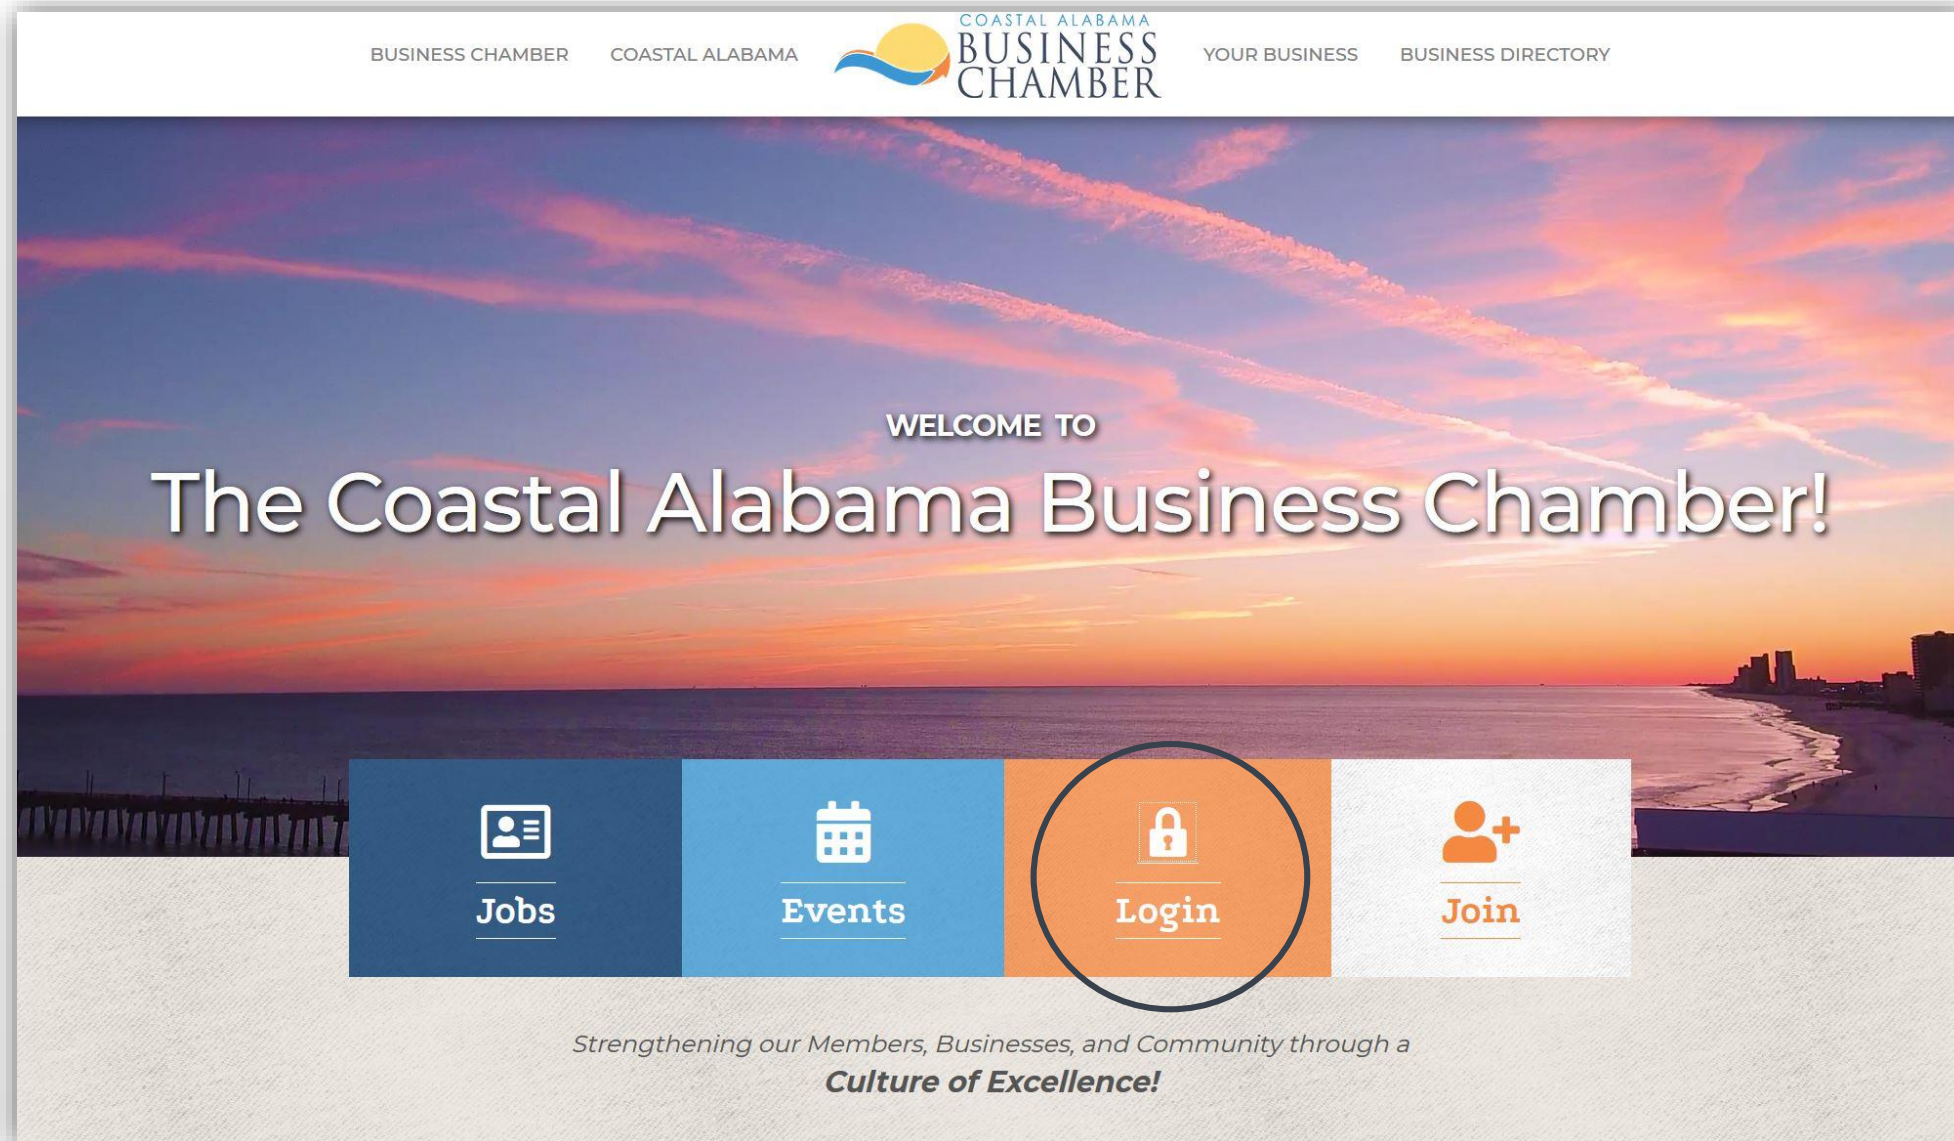 BUSINESS CHAMBER
COASTAL ALABAMA
COASTAL ALABAMA
BUSINESS
CHAMBER
YOUR BUSINESS
BUSINESS DIRECTORY
WELCOME TO
The Coastal Alabama Business Chamber!
Jobs
Events
Login
Join
Strengthening our Members, Businesses, and Community through a
Culture of Excellence!